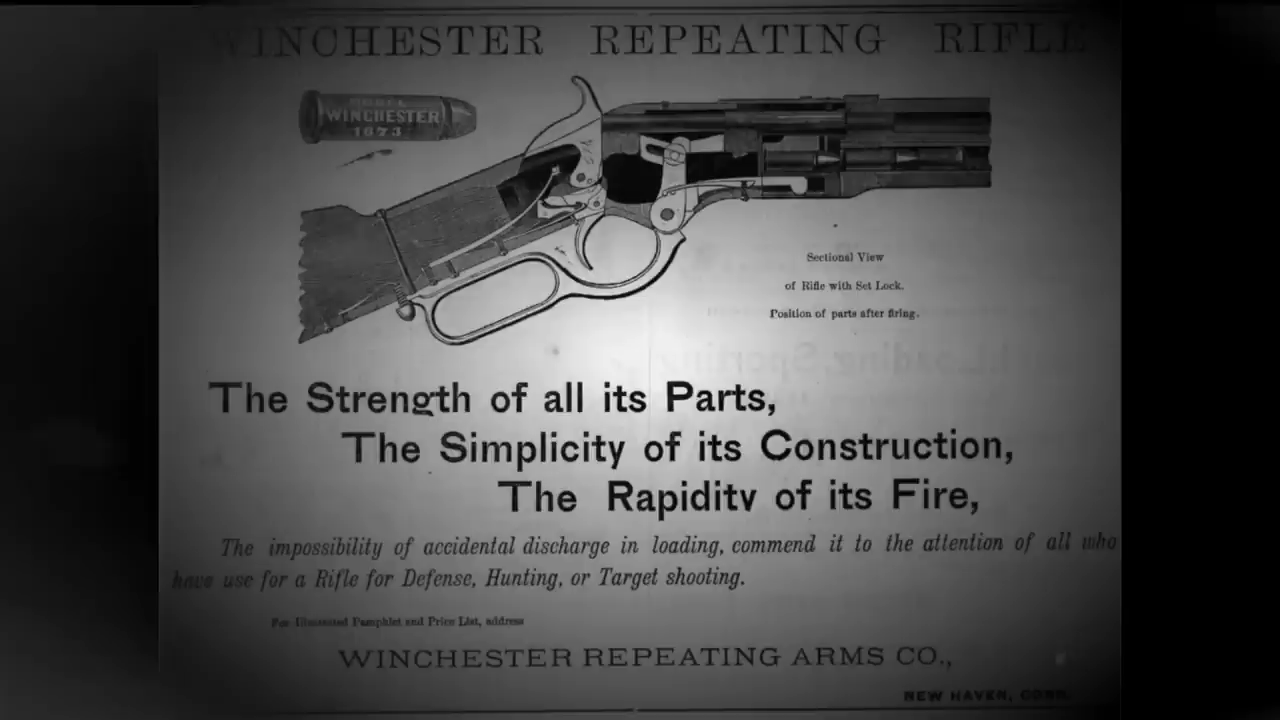 WINCHESTER REPEATING RIFLE
MODEL
WINCHESTER
1873
Sectional View
of Rifle with Set Lock.
Position of parts after firing.
The Strength of all its Parts,
The Simplicity of its Construction,
The Rapidity of its Fire,
The impossibility of accidental discharge in loading, commend it to the attention of all who
have use for a Rifle for Defense, Hunting, or Target shooting.
For Illustrated Pamphlet and Price List, address
WINCHESTER REPEATING ARMS CO.,
NEW HAVEN, CONN.